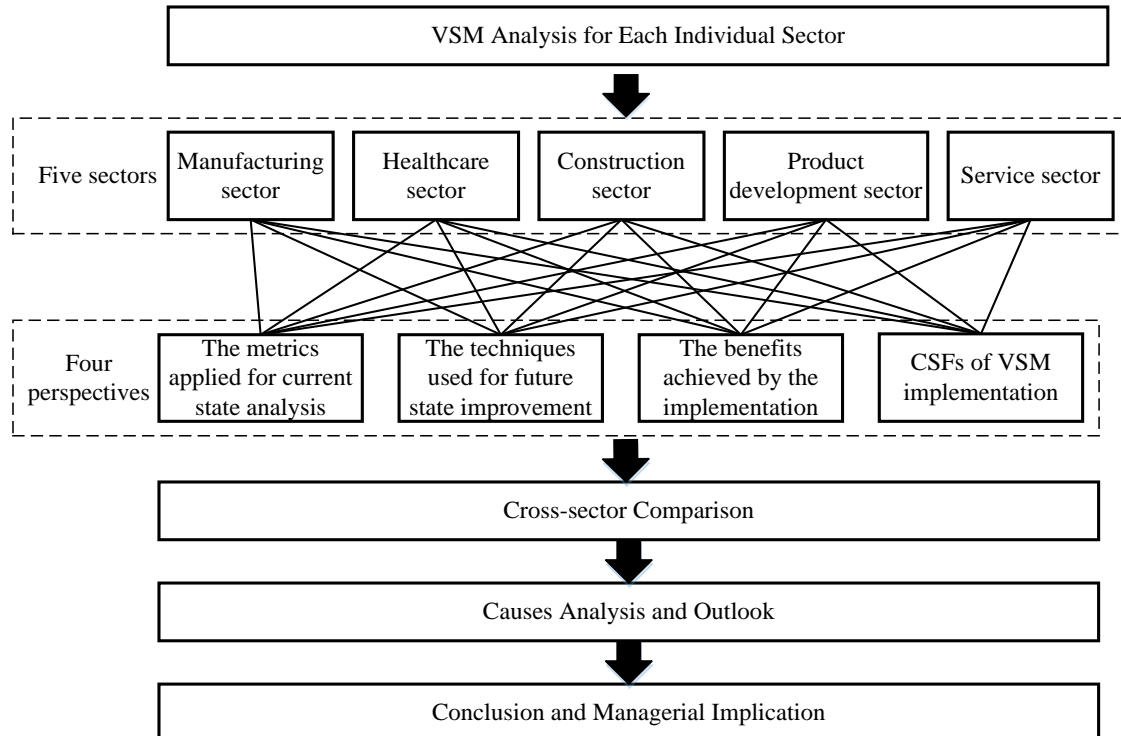 VSM Analysis for Each Individual Sector
Five sectors
Manufacturing
sector
Healthcare
sector
Construction
sector
Product
development sector
Service sector
Four
perspectives
The metrics
applied for current
state analysis
The techniques
used for future
state improvement
The benefits
achieved by the
implementation
CSFs of VSM
implementation
Cross-sector Comparison
Causes Analysis and Outlook
Conclusion and Managerial Implication